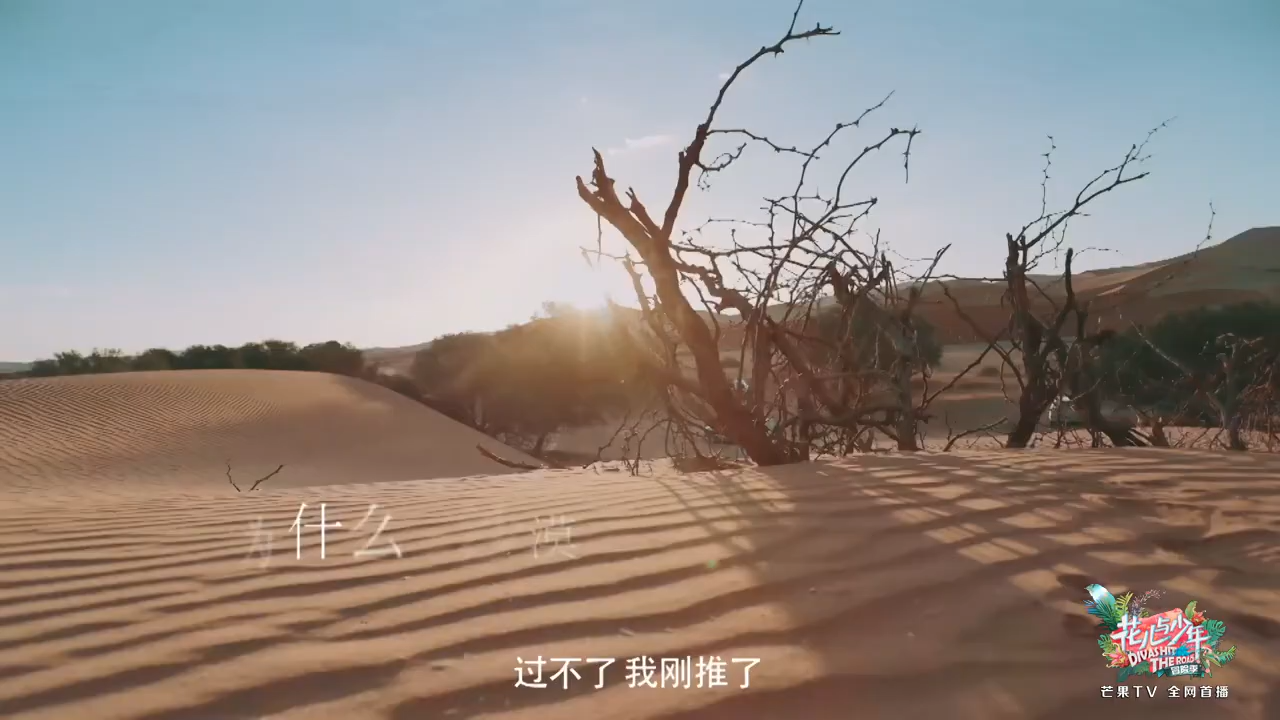 什么 漠
过不了 我刚推了
花儿与少年
DIVAS HIT
THE ROAD
冒险季
芒果TV 全网首播